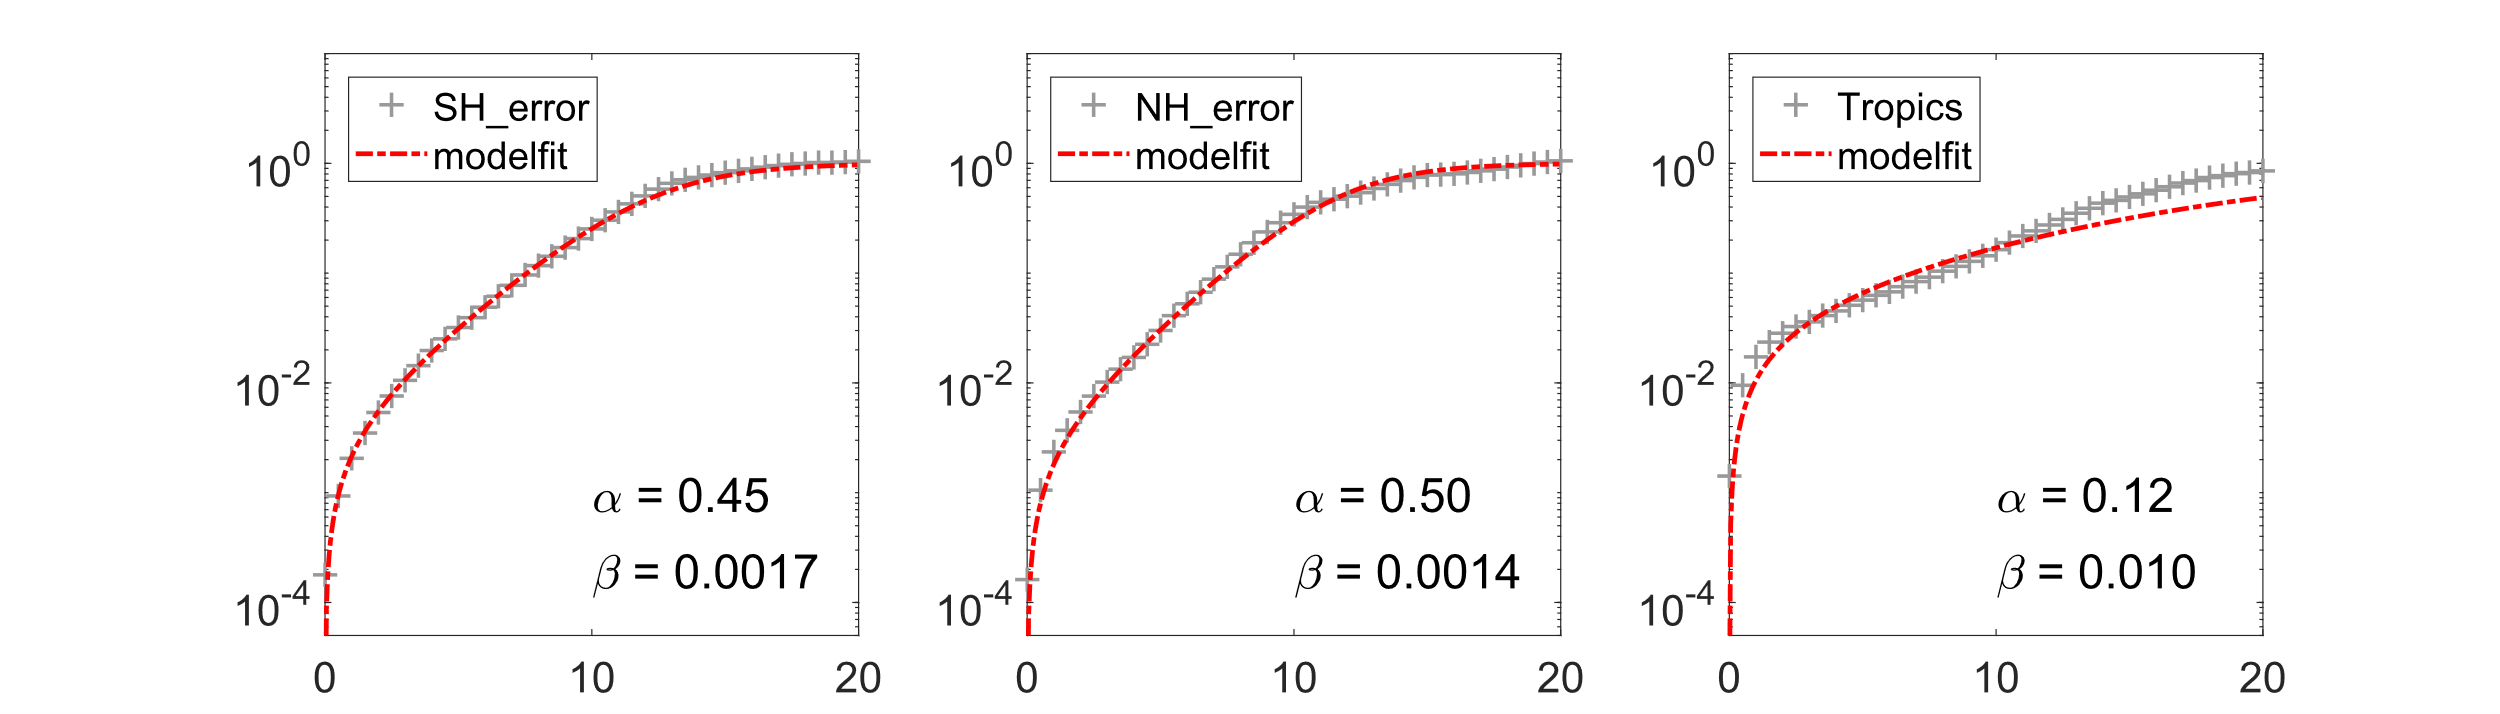 SH_error
modelfit
10^0
10^-2
10^-4
α = 0.45
β = 0.0017
0 10 20
NH_error
modelfit
10^0
10^-2
10^-4
α = 0.50
β = 0.0014
0 10 20
Tropics
modelfit
10^0
10^-2
10^-4
α = 0.12
β = 0.010
0 10 20